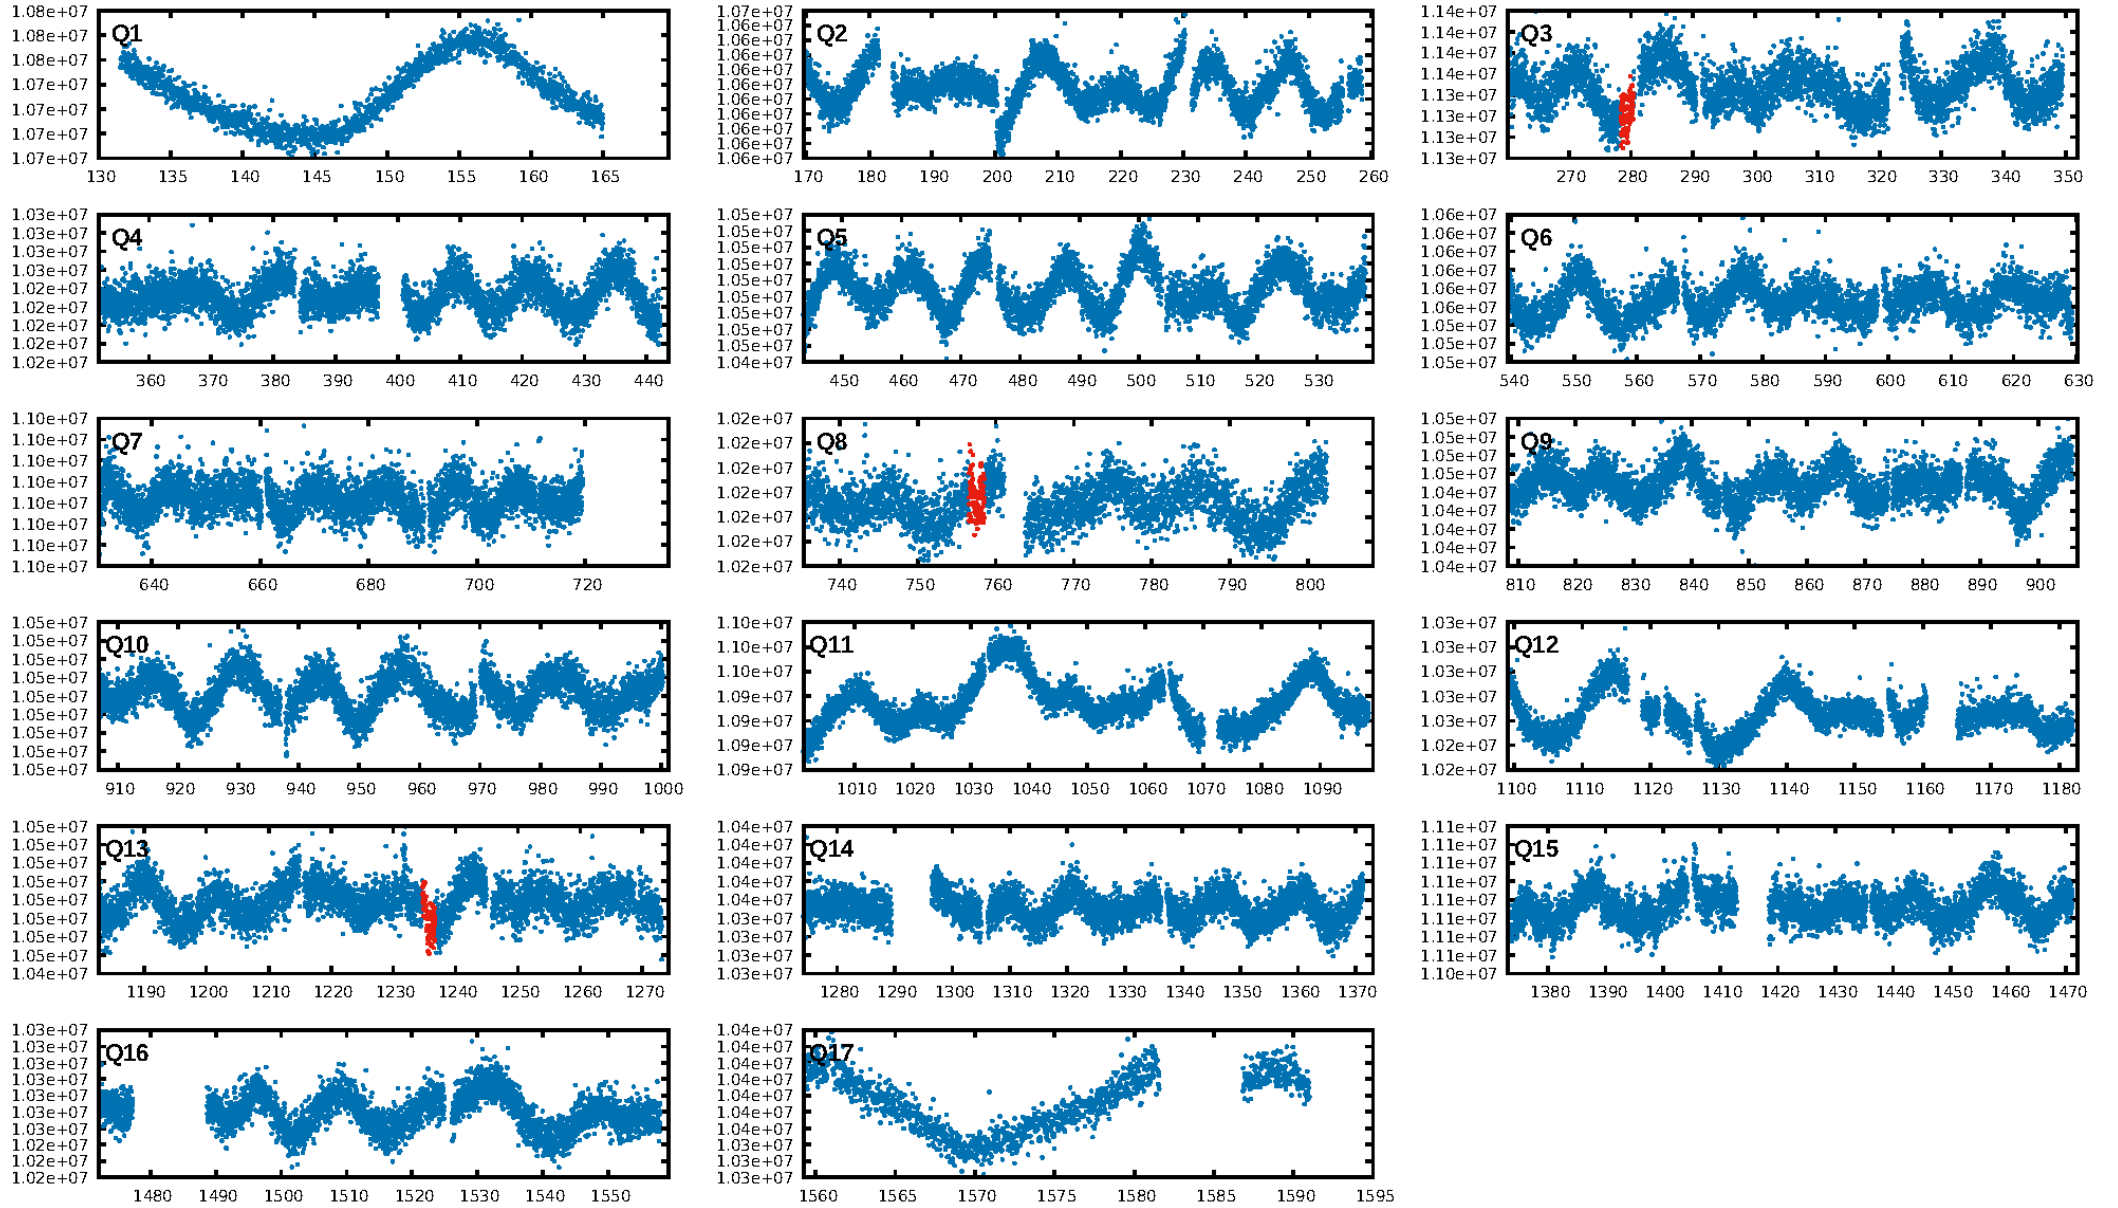 1.08e+07
1.08e+07
1.08e+07
1.07e+07
1.07e+07
1.07e+07
1.07e+07
Q1
130 135 140 145 150 155 160 165
1.07e+07
1.06e+07
1.06e+07
1.06e+07
1.06e+07
1.06e+07
1.06e+07
1.06e+07
1.06e+07
1.06e+07
1.06e+07
Q2
170 180 190 200 210 220 230 240 250 260
1.14e+07
1.14e+07
1.14e+07
1.14e+07
1.13e+07
1.13e+07
1.13e+07
1.13e+07
Q3
270 280 290 300 310 320 330 340 350
1.03e+07
1.03e+07
1.03e+07
1.03e+07
1.02e+07
1.02e+07
1.02e+07
1.02e+07
1.02e+07
Q4
360 370 380 390 400 410 420 430 440
1.05e+07
1.05e+07
1.05e+07
1.05e+07
1.05e+07
1.05e+07
1.05e+07
1.05e+07
1.05e+07
1.04e+07
Q5
450 460 470 480 490 500 510 520 530
1.06e+07
1.06e+07
1.06e+07
1.06e+07
1.06e+07
1.06e+07
1.05e+07
1.05e+07
1.05e+07
Q6
540 550 560 570 580 590 600 610 620 630
1.10e+07
1.10e+07
1.10e+07
1.10e+07
1.10e+07
1.10e+07
1.10e+07
1.10e+07
Q7
640 660 680 700 720
1.02e+07
1.02e+07
1.02e+07
1.02e+07
1.02e+07
1.02e+07
1.02e+07
Q8
740 750 760 770 780 790 800
1.05e+07
1.05e+07
1.05e+07
1.05e+07
1.04e+07
1.04e+07
1.04e+07
1.04e+07
1.04e+07
Q9
810 820 830 840 850 860 870 880 890 900
1.05e+07
1.05e+07
1.05e+07
1.05e+07
1.05e+07
1.05e+07
1.05e+07
1.05e+07
1.05e+07
Q10
910 920 930 940 950 960 970 980 990 1000
1.10e+07
1.10e+07
1.10e+07
1.09e+07
1.09e+07
1.09e+07
1.09e+07
Q11
1010 1020 1030 1040 1050 1060 1070 1080 1090
1.03e+07
1.03e+07
1.03e+07
1.03e+07
1.03e+07
1.02e+07
1.02e+07
Q12
1100 1110 1120 1130 1140 1150 1160 1170 1180
1.05e+07
1.05e+07
1.05e+07
1.05e+07
1.05e+07
1.05e+07
1.05e+07
1.05e+07
1.04e+07
Q13
1190 1200 1210 1220 1230 1240 1250 1260 1270
1.04e+07
1.04e+07
1.04e+07
1.04e+07
1.04e+07
1.03e+07
1.03e+07
1.03e+07
1.03e+07
Q14
1280 1290 1300 1310 1320 1330 1340 1350 1360 1370
1.11e+07
1.11e+07
1.11e+07
1.11e+07
1.11e+07
1.11e+07
1.11e+07
1.11e+07
1.10e+07
Q15
1380 1390 1400 1410 1420 1430 1440 1450 1460 1470
1.03e+07
1.03e+07
1.03e+07
1.03e+07
1.03e+07
1.03e+07
1.03e+07
1.02e+07
1.02e+07
1.02e+07
Q16
1480 1490 1500 1510 1520 1530 1540 1550
1.04e+07
1.04e+07
1.04e+07
1.04e+07
1.04e+07
1.04e+07
1.04e+07
1.03e+07
1.03e+07
1.03e+07
Q17
1560 1565 1570 1575 1580 1585 1590 1595